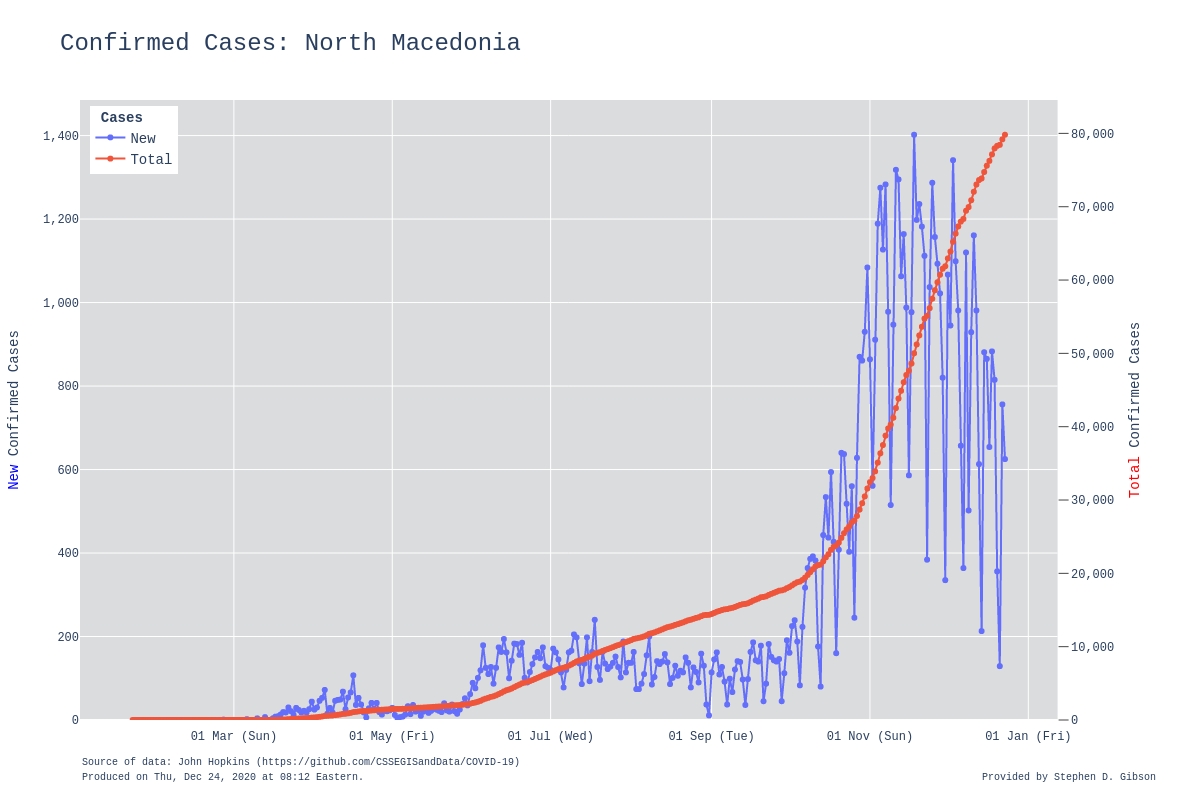 Confirmed Cases: North Macedonia
Cases
New
Total
1,400
1,200
1,000
800
600
400
200
0
New Confirmed Cases
80,000
70,000
60,000
50,000
40,000
30,000
20,000
10,000
0
Total Confirmed Cases
01 Mar (Sun)
01 May (Fri)
01 Jul (Wed)
01 Sep (Tue)
01 Nov (Sun)
01 Jan (Fri)
Source of data: John Hopkins (https://github.com/CSSEGISandData/COVID-19)
Produced on Thu, Dec 24, 2020 at 08:12 Eastern.
Provided by Stephen D. Gibson